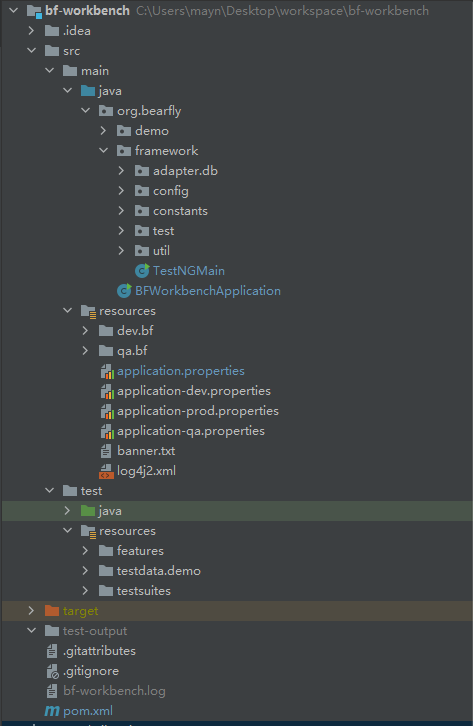 bf-workbench C:\Users\mayn\Desktop\workspace\bf-workbench
.idea
src
main
java
org.bearfly
demo
framework
adapter.db
config
constants
test
util
TestNGMain
BFWorkbenchApplication
resources
dev.bf
qa.bf
application.properties
application-dev.properties
application-prod.properties
application-qa.properties
banner.txt
log4j2.xml
test
java
resources
features
testdata.demo
testsuites
target
test-output
.gitattributes
.gitignore
bf-workbench.log
pom.xml